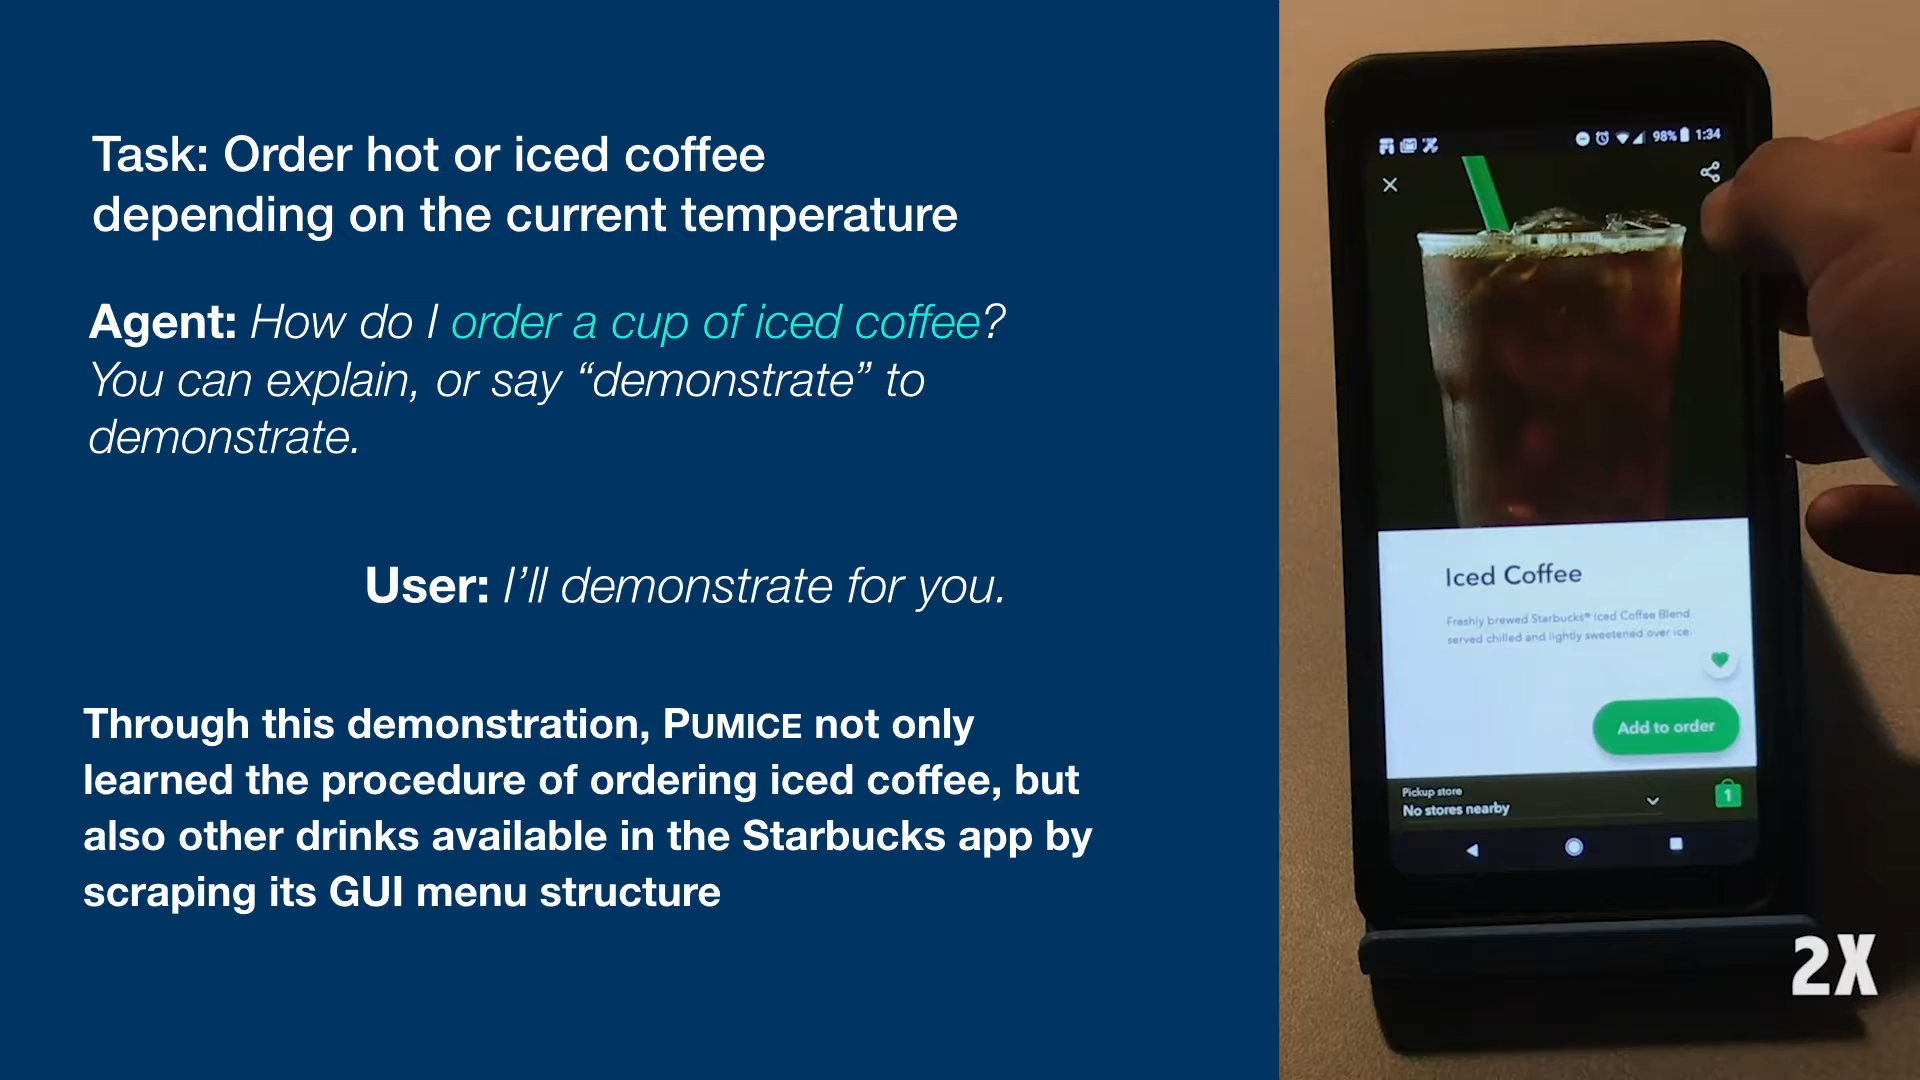 Task: Order hot or iced coffee
depending on the current temperature
Agent: How do I order a cup of iced coffee?
You can explain, or say “demonstrate” to
demonstrate.
User: I’ll demonstrate for you.
Through this demonstration, PUMICE not only
learned the procedure of ordering iced coffee, but
also other drinks available in the Starbucks app by
scraping its GUI menu structure
98% 1:34
Iced Coffee
Freshly brewed Starbucks® Iced Coffee Blend
served chilled and lightly sweetened over ice.
Add to order
Pickup store
No stores nearby
1
2X